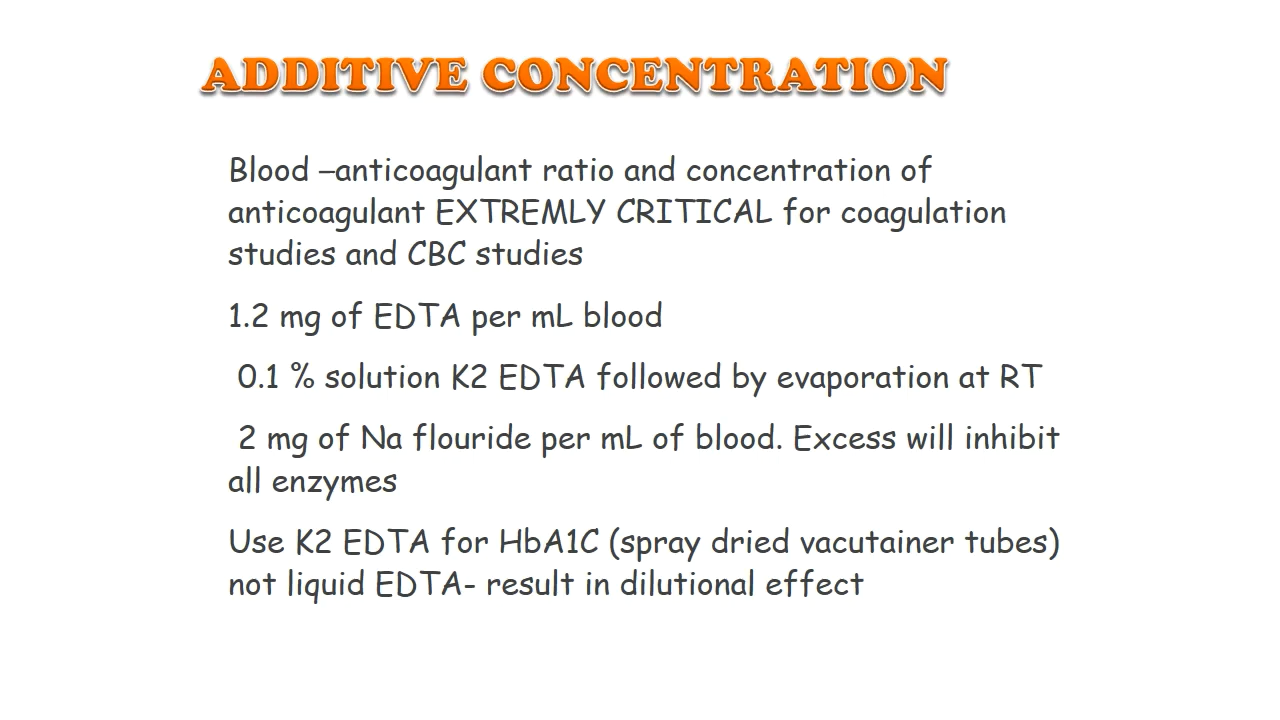 ADDITIVE CONCENTRATION
Blood –anticoagulant ratio and concentration of
anticoagulant EXTREMLY CRITICAL for coagulation
studies and CBC studies
1.2 mg of EDTA per mL blood
0.1 % solution K2 EDTA followed by evaporation at RT
2 mg of Na flouride per mL of blood. Excess will inhibit
all enzymes
Use K2 EDTA for HbA1C (spray dried vacutainer tubes)
not liquid EDTA- result in dilutional effect